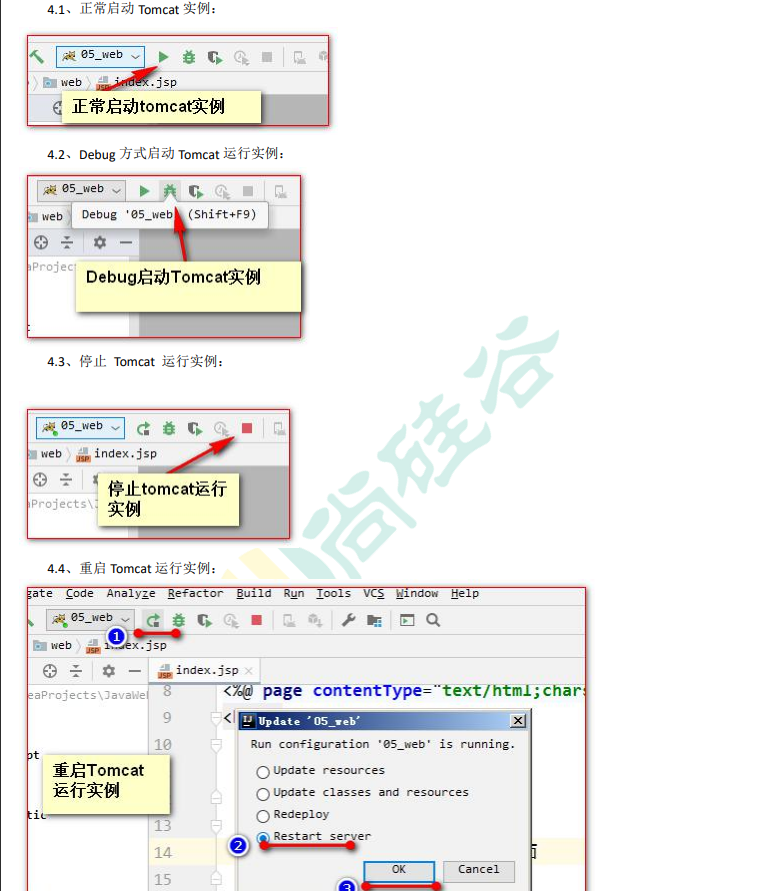 4.1、正常启动 Tomcat 实例：
05_web
web index.jsp
正常启动tomcat实例
4.2、Debug 方式启动 Tomcat 运行实例：
05_web
web Debug '05_web' (Shift+F9)
eaProjec
Debug启动Tomcat实例
4.3、停止 Tomcat 运行实例：
05_web
web index.jsp
停止tomcat运行
实例
aProjects\J
尚硅谷
4.4、重启 Tomcat 运行实例：
gate Code Analyze Refactor Build Run Tools VCS Window Help
05_web
1
web index.jsp
index.jsp
eaProjects\JavaWe
8 <%@ page contentType="text/html;chars
9 <
Update '05_web'
10
Run configuration '05_web' is running.
pt
重启Tomcat
运行实例
Update resources
Update classes and resources
tic
Redeploy
13
2 Restart server
14 面
OK Cancel
15
3